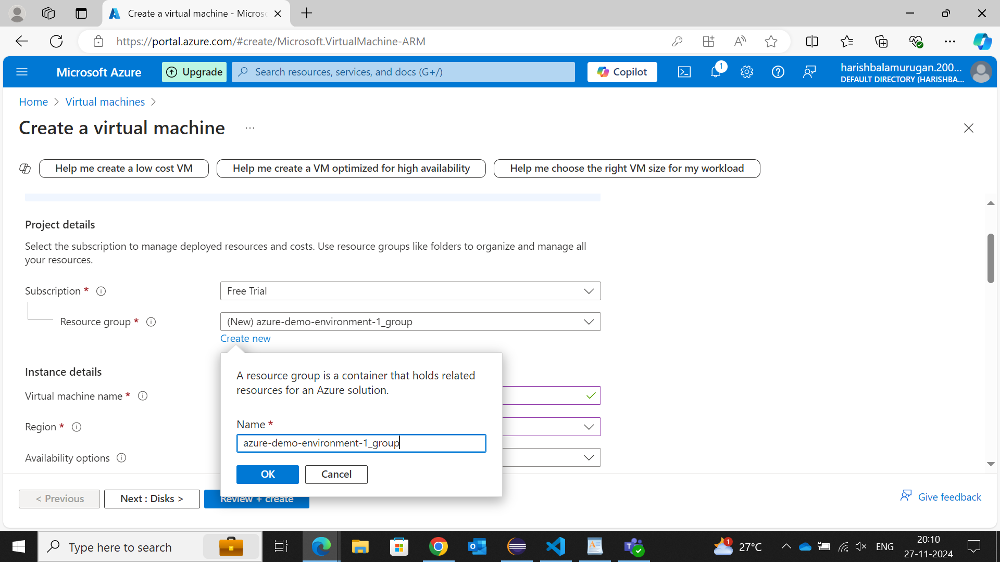 Create a virtual machine - Micros
https://portal.azure.com/#create/Microsoft.VirtualMachine-ARM
Microsoft Azure
Upgrade
Search resources, services, and docs (G+/)
Copilot
1
harishbalamurugan.200...
DEFAULT DIRECTORY (HARISHBA...
Home > Virtual machines >
Create a virtual machine ...
Help me create a low cost VM
Help me create a VM optimized for high availability
Help me choose the right VM size for my workload
Project details
Select the subscription to manage deployed resources and costs. Use resource groups like folders to organize and manage all
your resources.
Subscription *
Free Trial
Resource group *
(New) azure-demo-environment-1_group
Create new
A resource group is a container that holds related
resources for an Azure solution.
Name *
azure-demo-environment-1_group
OK
Cancel
Instance details
Virtual machine name *
Region *
Availability options
< Previous
Next : Disks >
Review + create
Give feedback
Type here to search
1
27°C
ENG
20:10
27-11-2024